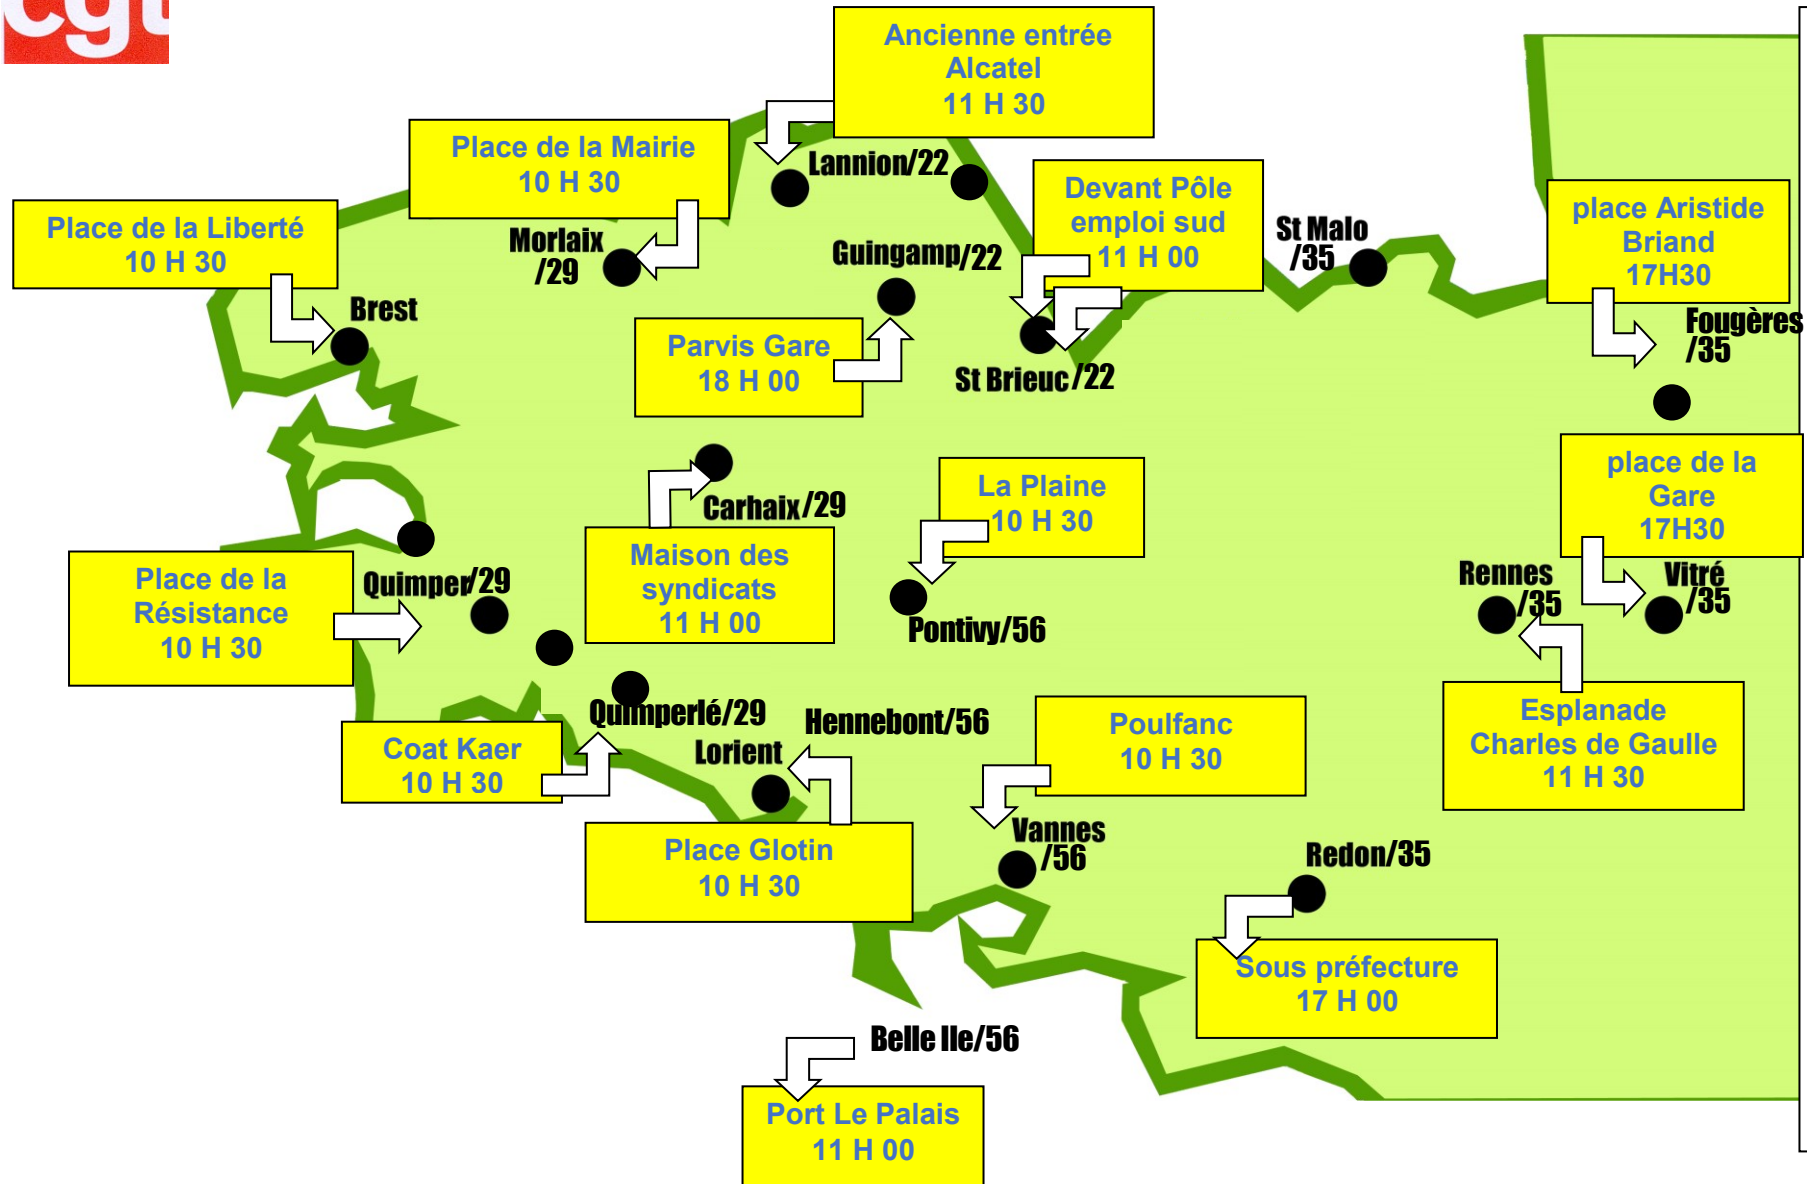 cgt
Ancienne entrée
Alcatel
11 H 30
Place de la Mairie
10 H 30
Lannion/22
Devant Pôle
emploi sud
11 H 00
place Aristide
Briand
17H30
Place de la Liberté
10 H 30
Morlaix
/29
Guingamp/22
St Malo
/35
Brest
Fougères
/35
Parvis Gare
18 H 00
St Brieuc/22
La Plaine
10 H 30
place de la
Gare
17H30
Carhaix/29
Maison des
syndicats
11 H 00
Place de la
Résistance
10 H 30
Quimper/29
Pontivy/56
Rennes
/35
Vitré
/35
Quimperlé/29
Hennebont/56
Coat Kaer
10 H 30
Lorient
Poulfanc
10 H 30
Esplanade
Charles de Gaulle
11 H 30
Place Glotin
10 H 30
Vannes
/56
Redon/35
Sous préfecture
17 H 00
Belle Ile/56
Port Le Palais
11 H 00